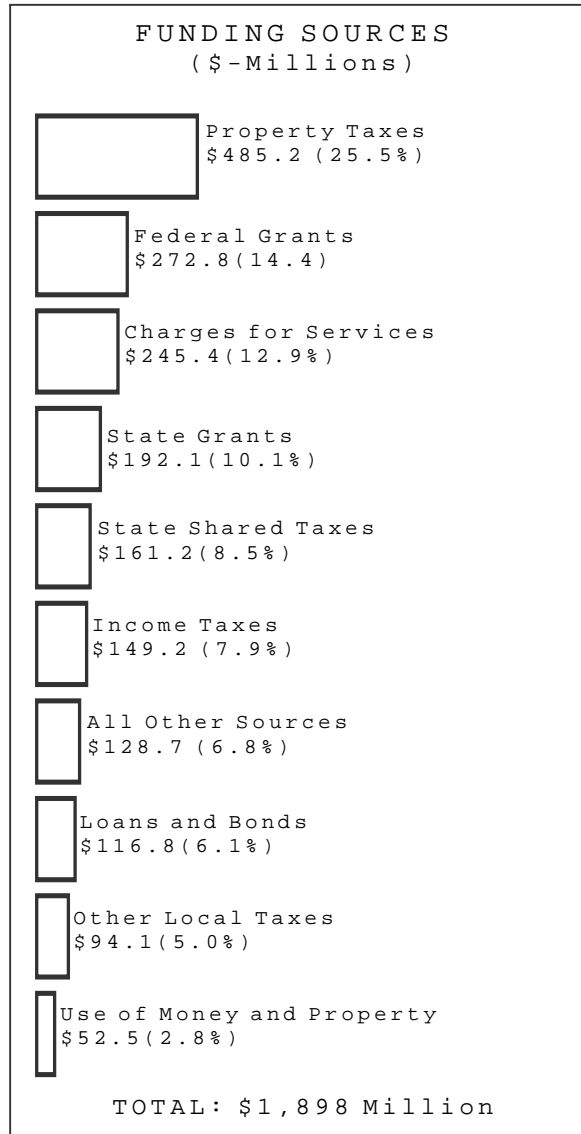 FUNDING SOURCES
($-Millions)
Property Taxes
$485.2 (25.5%)
Federal Grants
$272.8(14.4)
Charges for Services
$245.4(12.9%)
State Grants
$192.1(10.1%)
State Shared Taxes
$161.2(8.5%)
Income Taxes
$149.2 (7.9%)
All Other Sources
$128.7 (6.8%)
Loans and Bonds
$116.8(6.1%)
Other Local Taxes
$94.1(5.0%)
Use of Money and Property
$52.5(2.8%)
TOTAL: $1,898 Million